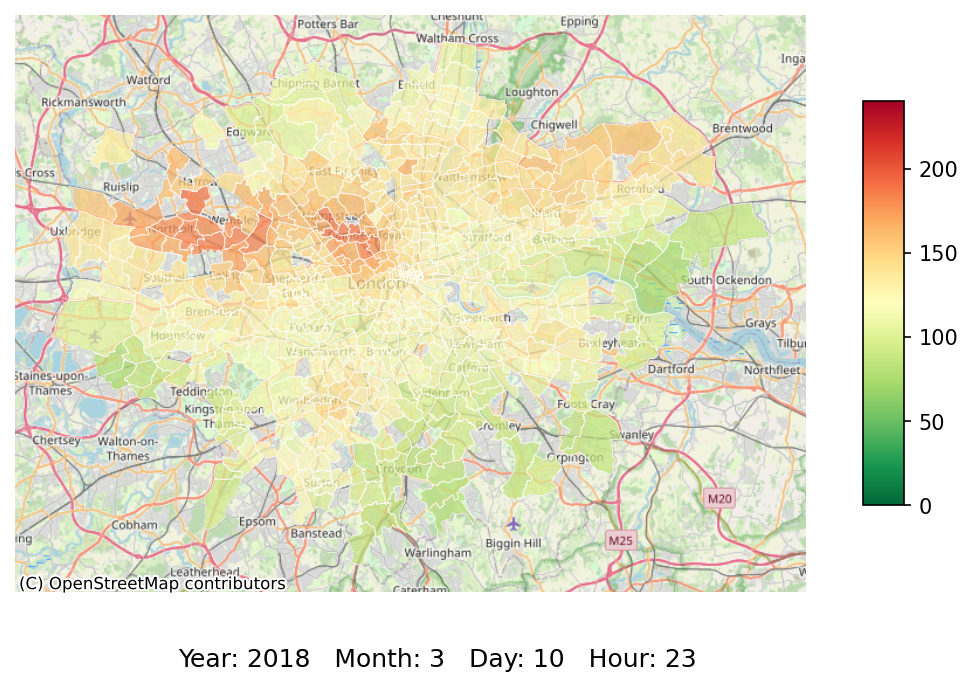 Potters Bar
Cheshunt
Epping
Waltham Cross
Inga
Watford
Chipping Barnet
Enfield
Loughton
Rickmansworth
Edgware
Chigwell
Brentwood
s Cross
Ruislip
Harrow
East Finchley
Walthamstow
Romford
Uxbridge
Northolt
Wembley
Hampstead
Ilford
Stratford
Barking
Southall
Shepherd's
Bush
London
South Ockendon
Brentford
Greenwich
Erith
Grays
Hounslow
Fulham
Wandsworth
Brixton
Lewisham
Bexleyheath
Tilbur
Staines-upon-
Thames
Teddington
Catford
Dartford
Northfleet
Kingston upon
Thames
Wimbledon
Sydenham
Foots Cray
Chertsey
Walton-on-
Thames
Bromley
Swanley
Croydon
Orpington
Sutton
M20
Cobham
Epsom
Banstead
Biggin Hill
M25
ing
Warlingham
Leatherhead
Caterham
W
(C) OpenStreetMap contributors
200
150
100
50
0
Year: 2018 Month: 3 Day: 10 Hour: 23